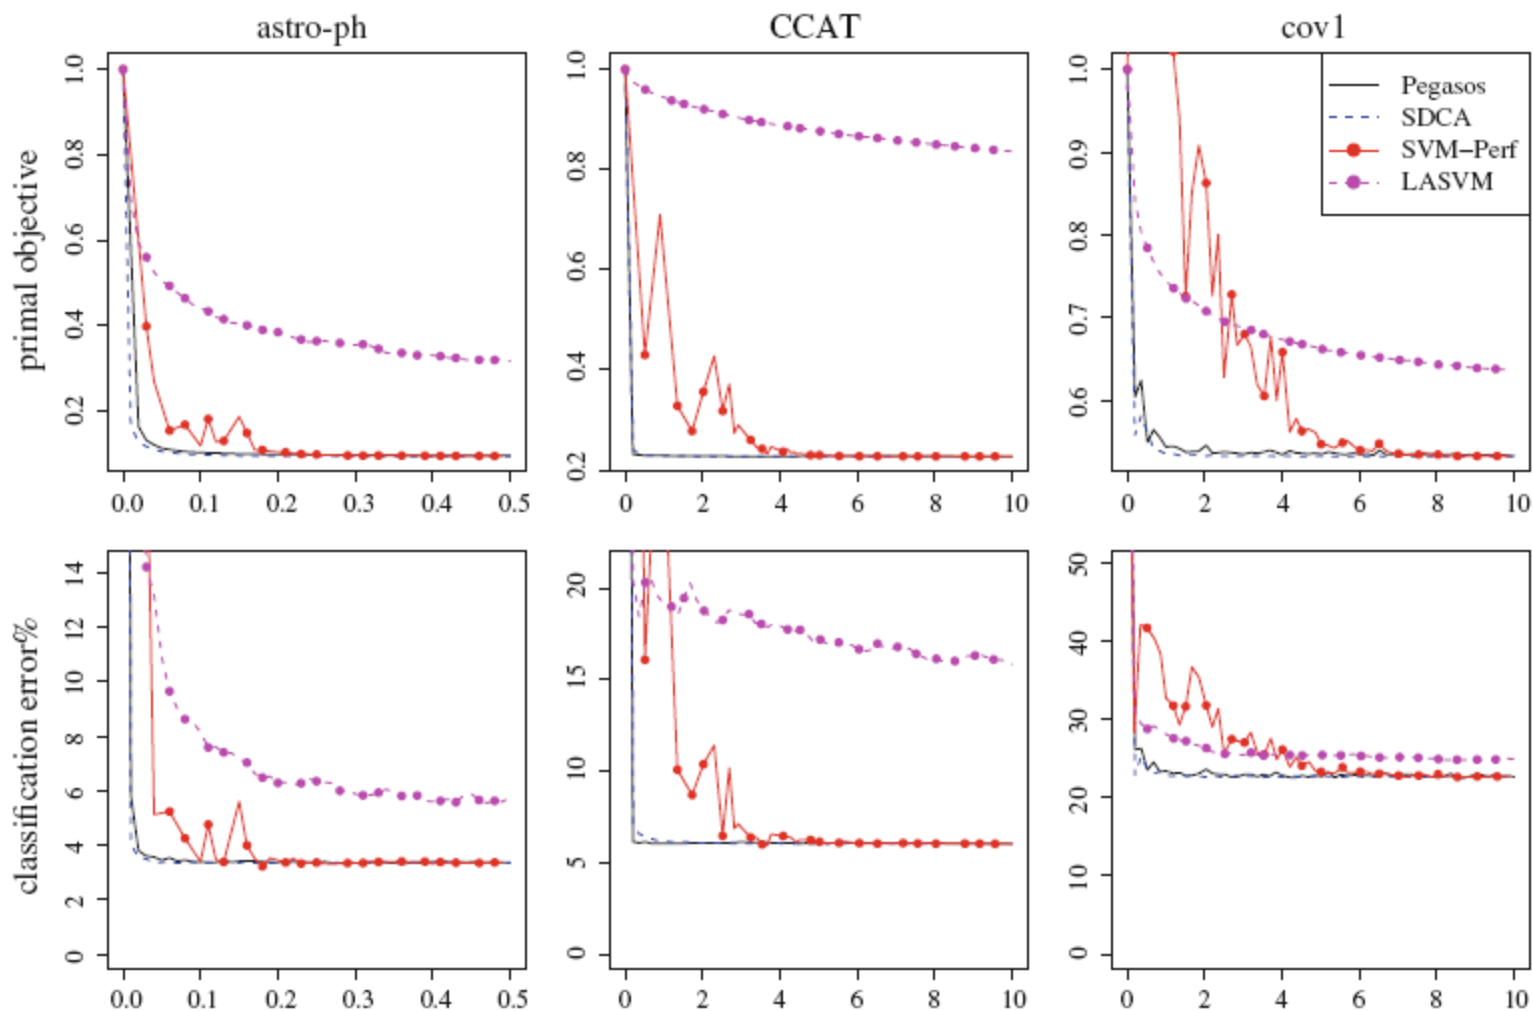 astro-ph
CCAT
cov1
primal objective
1.0
0.8
0.6
0.4
0.2
0.0 0.1 0.2 0.3 0.4 0.5
1.0
0.8
0.6
0.4
0.2
0 2 4 6 8 10
1.0
0.9
0.8
0.7
0.6
0 2 4 6 8 10
Pegasos
SDCA
SVM−Perf
LASVM
classification error%
14
12
10
8
6
4
2
0
0.0 0.1 0.2 0.3 0.4 0.5
20
15
10
5
0
0 2 4 6 8 10
50
40
30
20
10
0
0 2 4 6 8 10